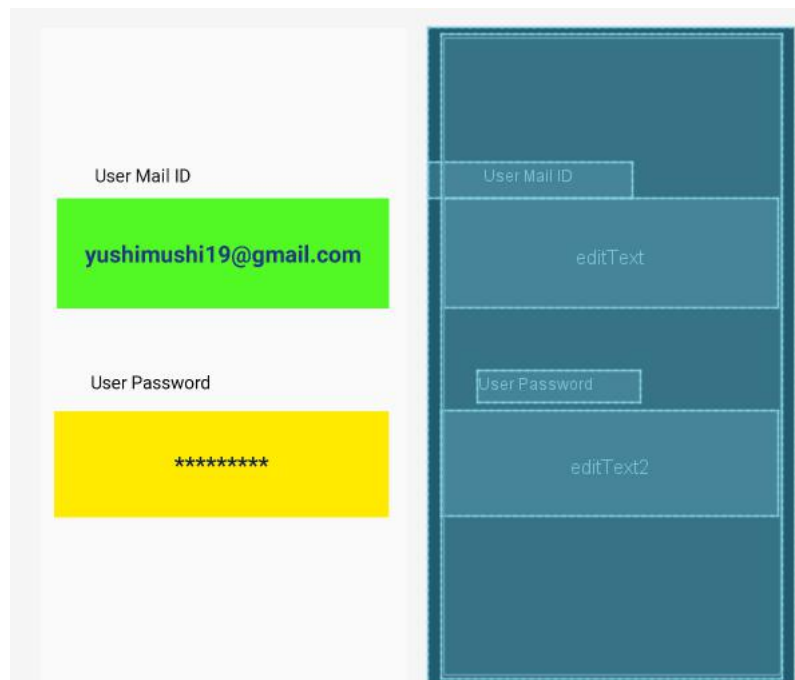 User Mail ID
yushimushi19@gmail.com
User Password
*********
User Mail ID
editText
User Password
editText2